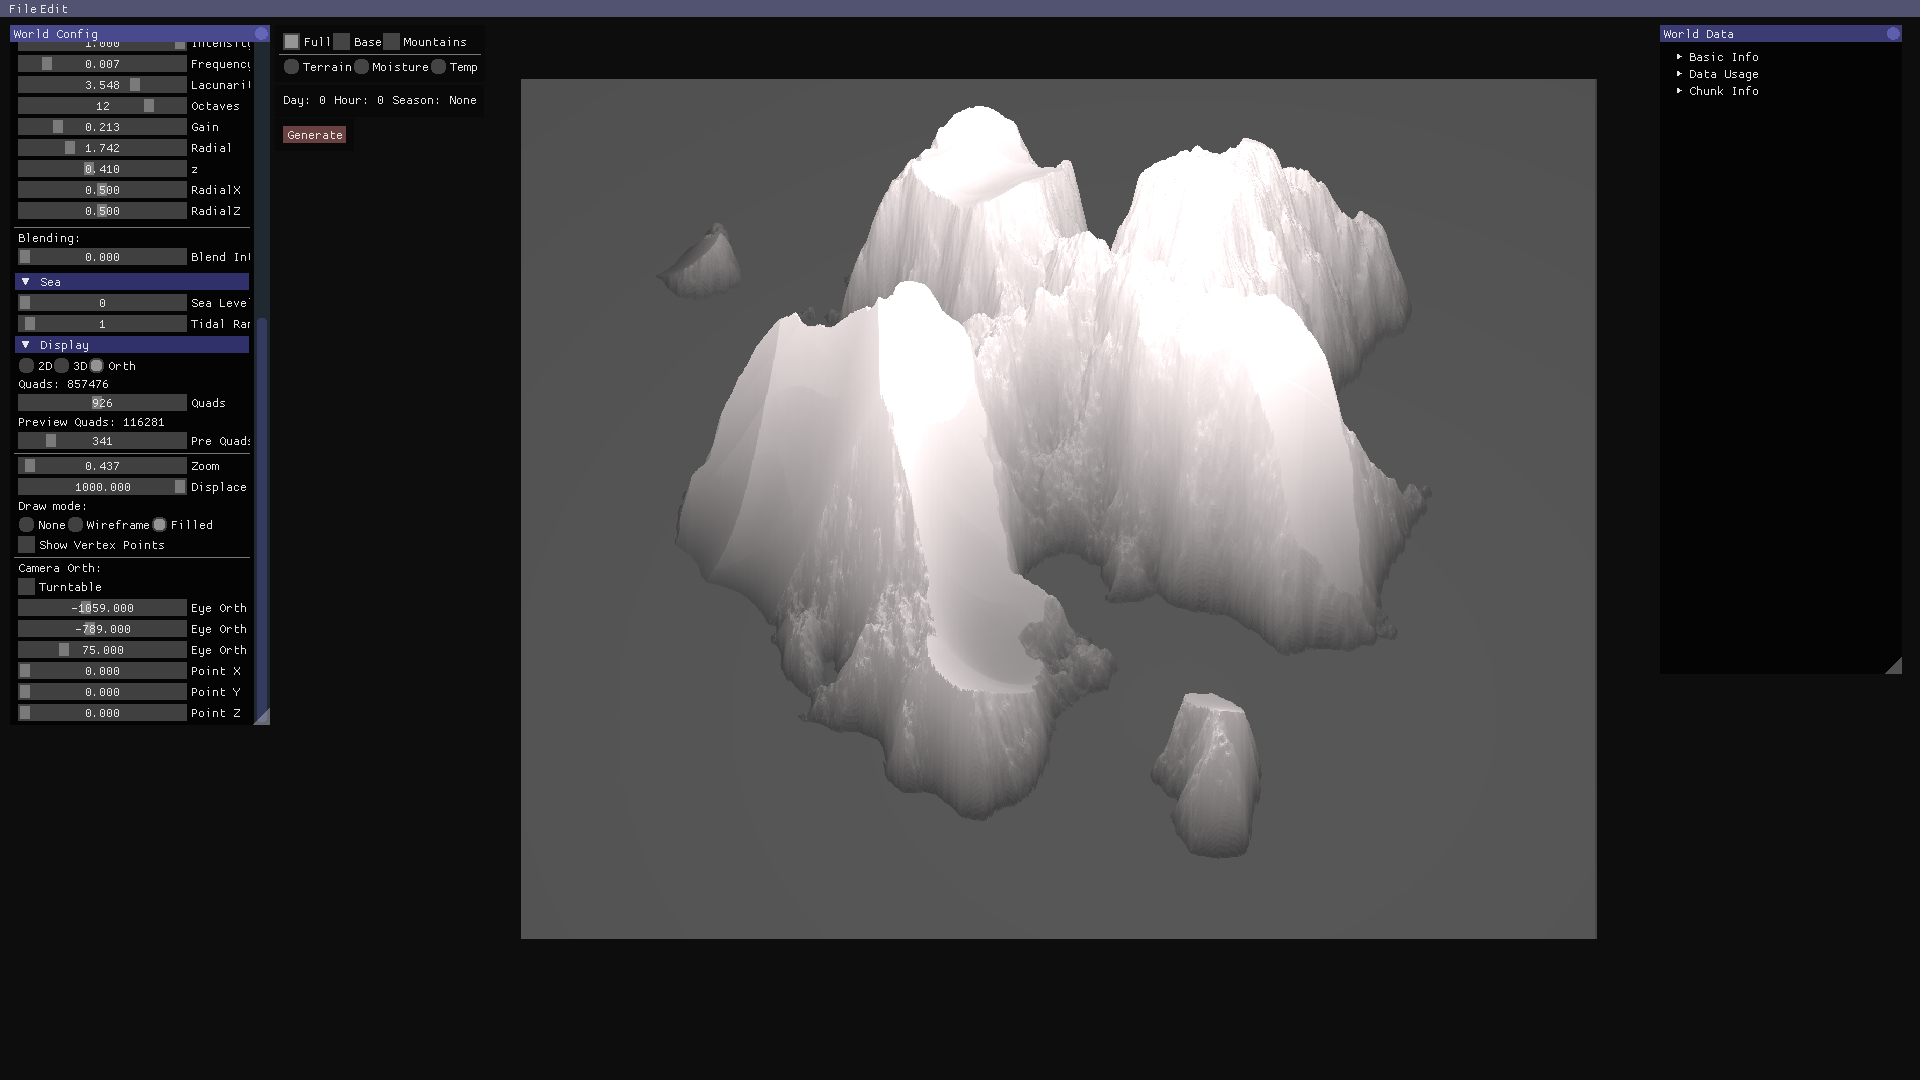 File Edit
World Config
1.000 Intensity
0.007 Frequency
3.548 Lacunari
12 Octaves
0.213 Gain
1.742 Radial
0.410 z
0.500 RadialX
0.500 RadialZ
Blending:
0.000 Blend In
Sea
0 Sea Leve
1 Tidal Ra
Display
2D 3D Orth
Quads: 857476
926 Quads
Preview Quads: 116281
341 Pre Quads
0.437 Zoom
1000.000 Displace
Draw mode:
None Wireframe Filled
Show Vertex Points
Camera Orth:
Turntable
-1059.000 Eye Orth
-789.000 Eye Orth
75.000 Eye Orth
0.000 Point X
0.000 Point Y
0.000 Point Z
Full Base Mountains
Terrain Moisture Temp
Day: 0 Hour: 0 Season: None
Generate
World Data
Basic Info
Data Usage
Chunk Info